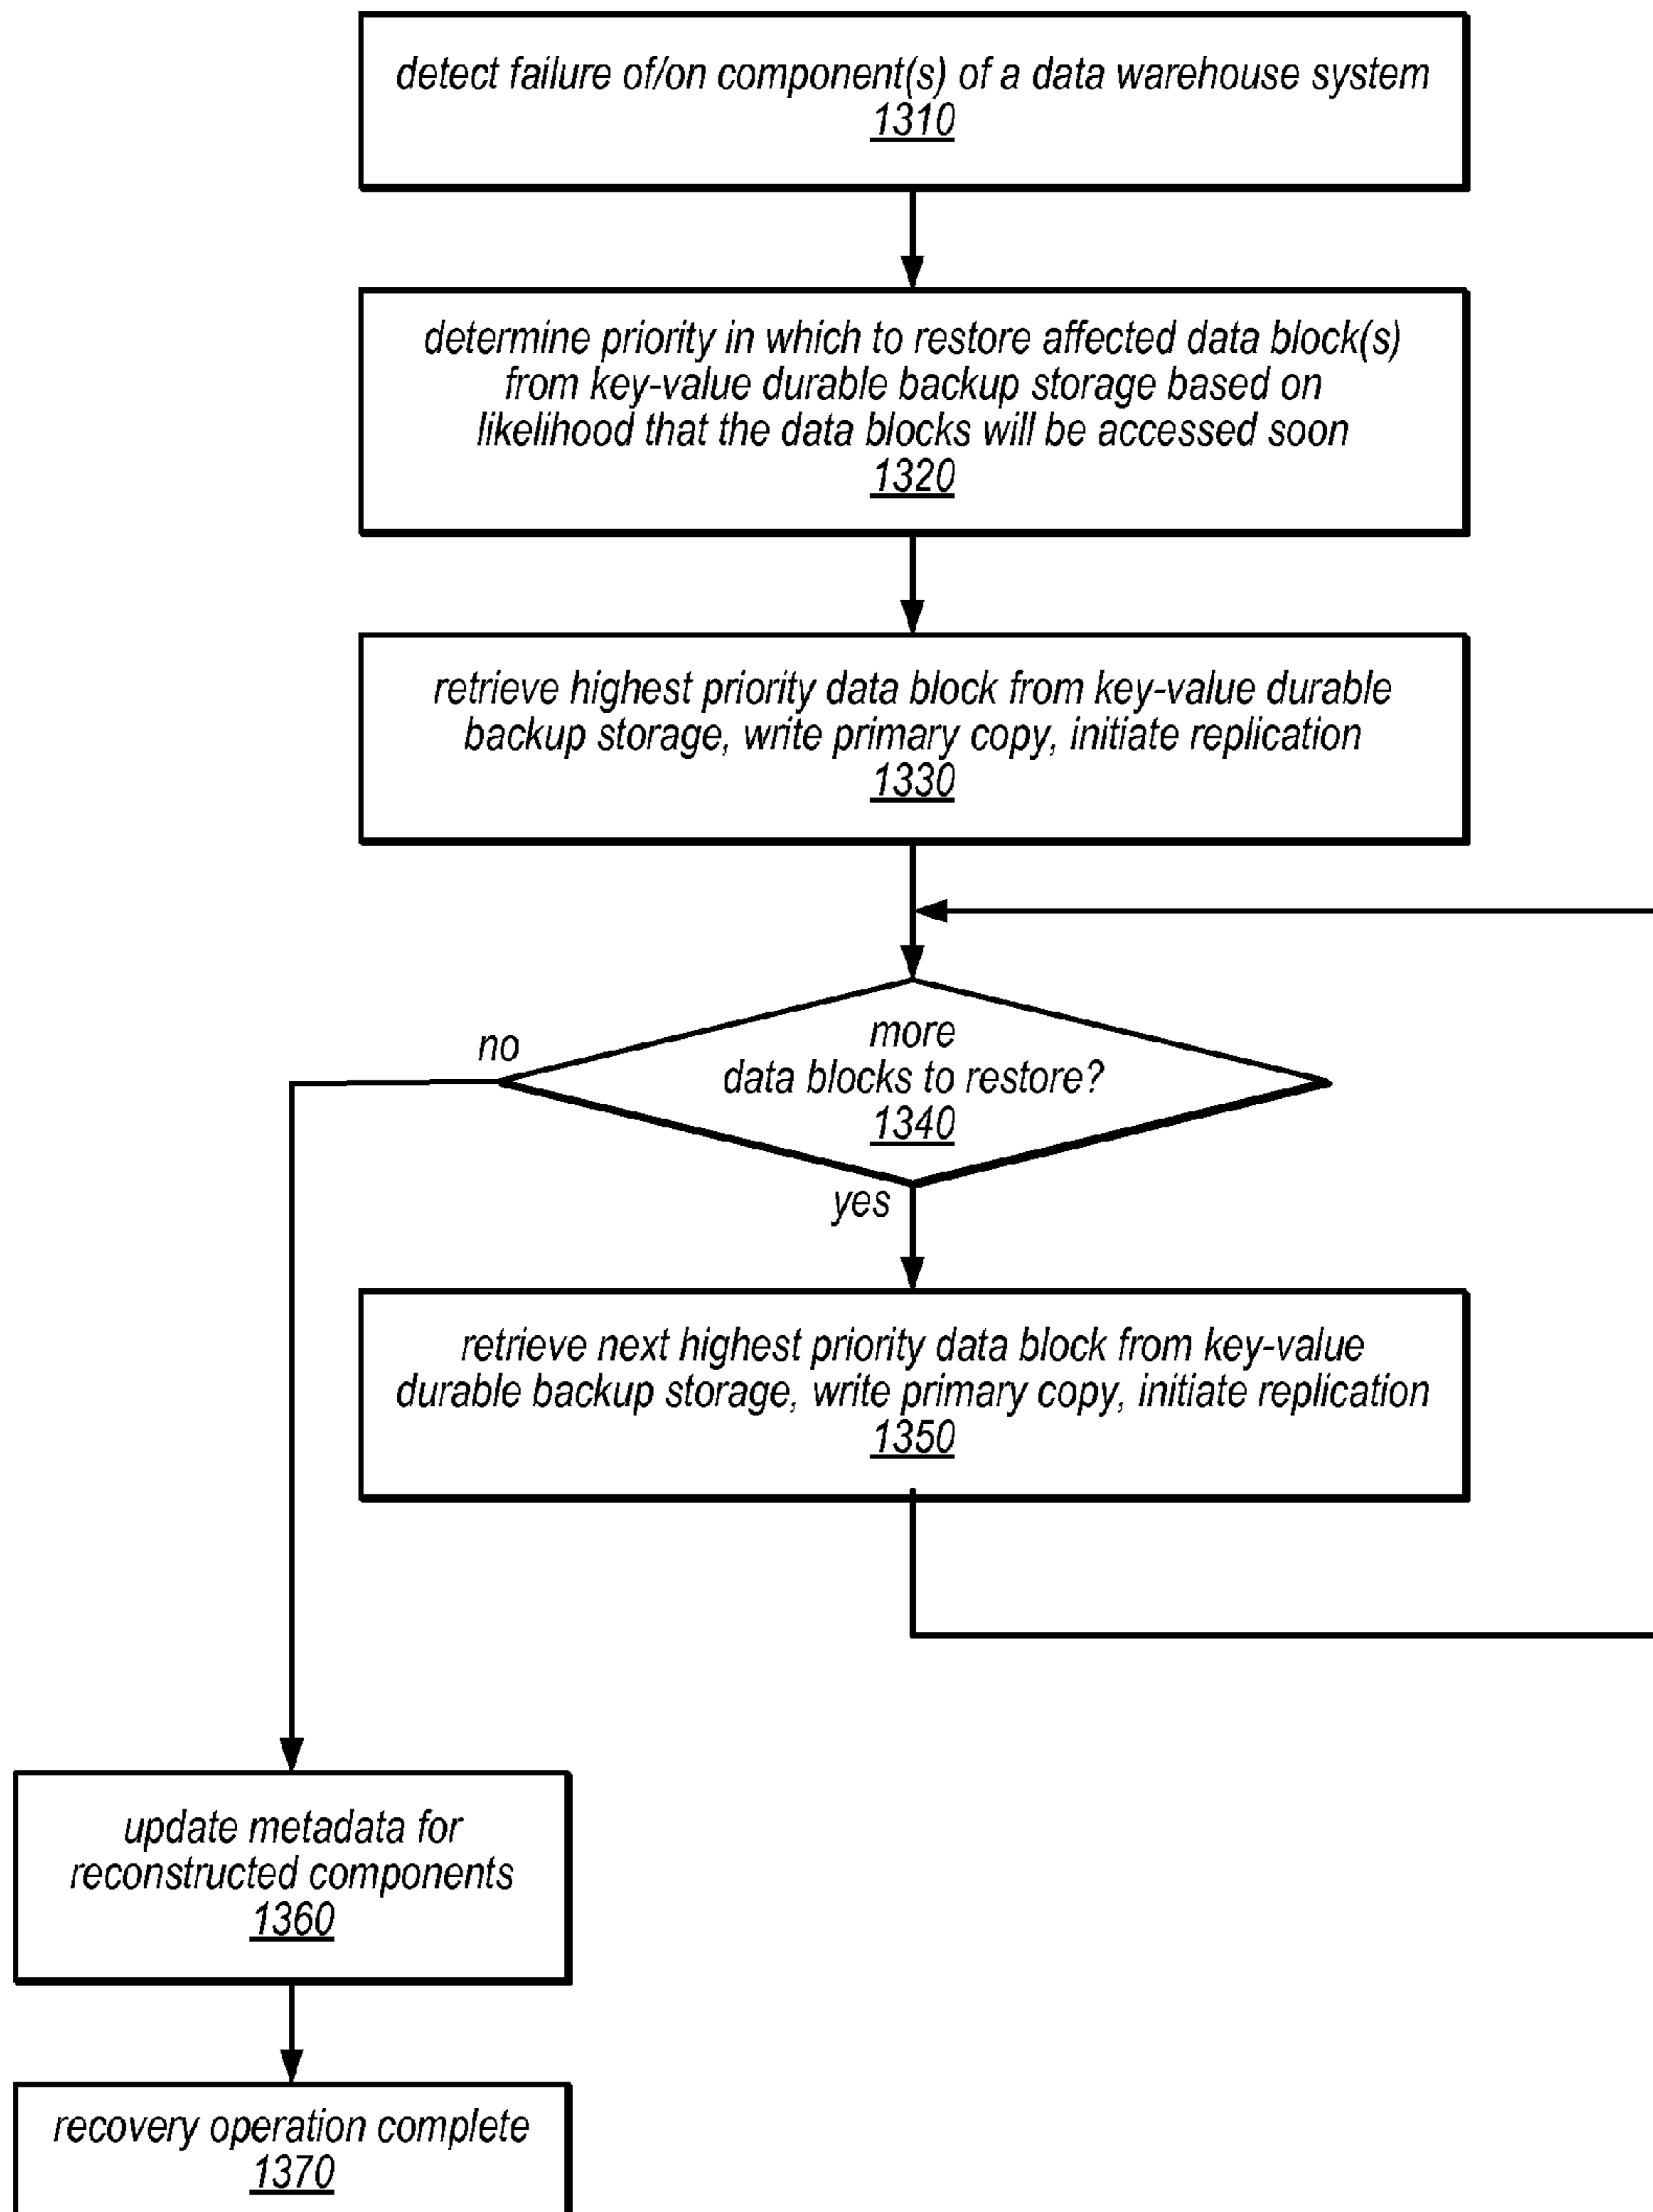 detect failure of/on component(s) of a data warehouse system
1310
determine priority in which to restore affected data block(s)
from key-value durable backup storage based on
likelihood that the data blocks will be accessed soon
1320
retrieve highest priority data block from key-value durable
backup storage, write primary copy, initiate replication
1330
no
more
data blocks to restore?
1340
yes
retrieve next highest priority data block from key-value
durable backup storage, write primary copy, initiate replication
1350
update metadata for
reconstructed components
1360
recovery operation complete
1370